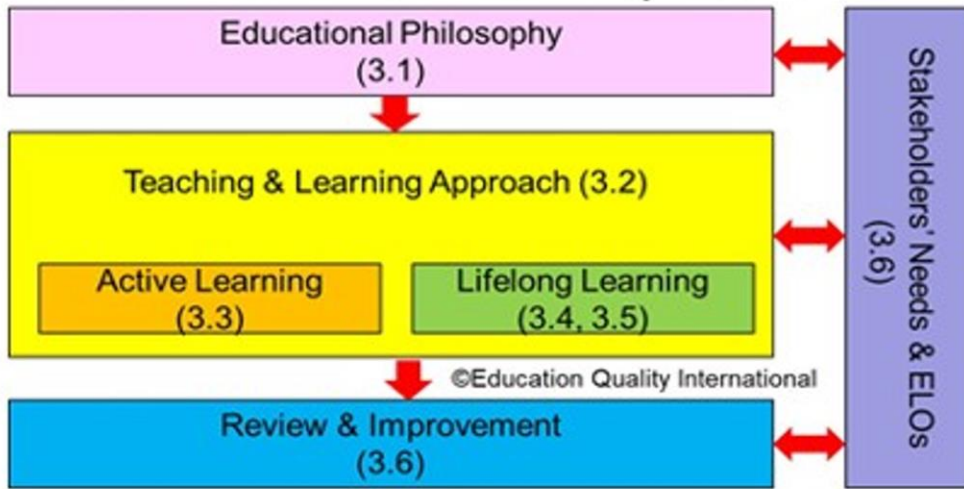 Educational Philosophy
(3.1)
Teaching & Learning Approach (3.2)
Active Learning
(3.3)
Lifelong Learning
(3.4, 3.5)
©Education Quality International
Review & Improvement
(3.6)
Stakeholders' Needs & ELOs
(3.6)